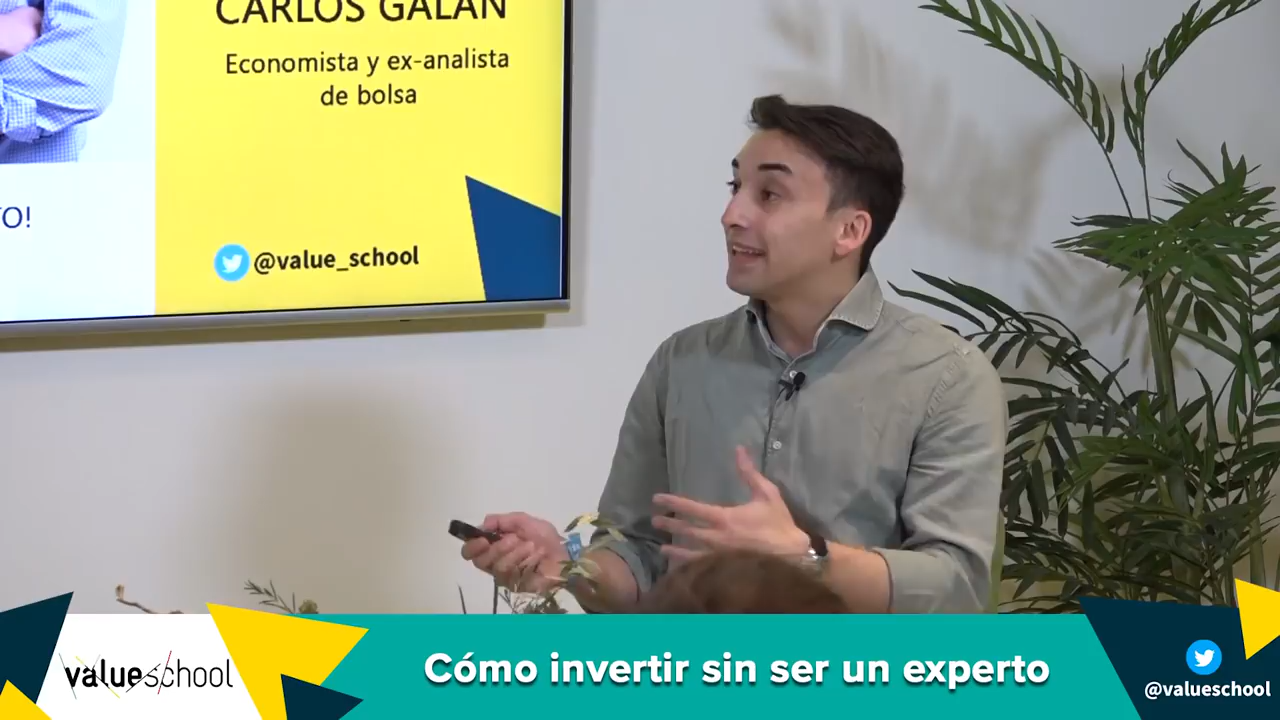 CARLOS GALÁN
Economista y ex-analista
de bolsa
TO!
@value_school
valueschool
Cómo invertir sin ser un experto
@valueschool